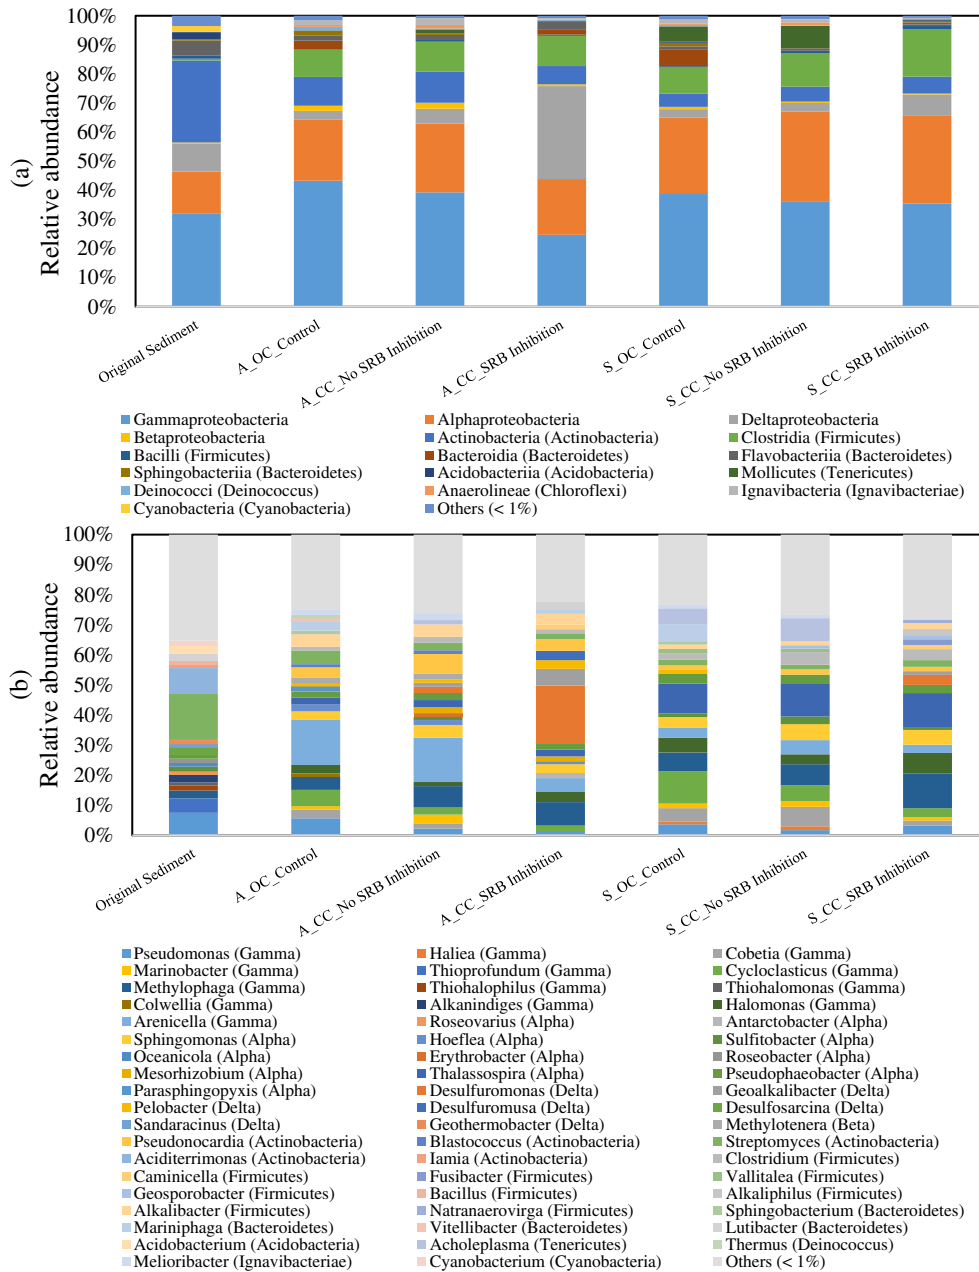 (a)
Relative abundance
100%
90%
80%
70%
60%
50%
40%
30%
20%
10%
0%
Original Sediment
A_OC_Control
A_CC_No SRB Inhibition
A_CC_SRB Inhibition
S_OC_Control
S_CC_No SRB Inhibition
S_CC_SRB Inhibition
Gammaproteobacteria Alphaproteobacteria Deltaproteobacteria
Betaproteobacteria Actinobacteria (Actinobacteria) Clostridia (Firmicutes)
Bacilli (Firmicutes) Bacteroidia (Bacteroidetes) Flavobacteriia (Bacteroidetes)
Sphingobacteriia (Bacteroidetes) Acidobacteriia (Acidobacteria) Mollicutes (Tenericutes)
Deinococci (Deinococcus) Anaerolineae (Chloroflexi) Ignavibacteria (Ignavibacteriae)
Cyanobacteria (Cyanobacteria) Others (< 1%)
(b)
Relative abundance
100%
90%
80%
70%
60%
50%
40%
30%
20%
10%
0%
Original Sediment
A_OC_Control
A_CC_No SRB Inhibition
A_CC_SRB Inhibition
S_OC_Control
S_CC_No SRB Inhibition
S_CC_SRB Inhibition
Pseudomonas (Gamma) Haliea (Gamma) Cobetia (Gamma)
Marinobacter (Gamma) Thioprofundum (Gamma) Cycloclasticus (Gamma)
Methylophaga (Gamma) Thiohalophilus (Gamma) Thiohalomonas (Gamma)
Colwellia (Gamma) Alkanindiges (Gamma) Halomonas (Gamma)
Arenicella (Gamma) Roseovarius (Alpha) Antarctobacter (Alpha)
Sphingomonas (Alpha) Hoeflea (Alpha) Sulfitobacter (Alpha)
Oceanicola (Alpha) Erythrobacter (Alpha) Roseobacter (Alpha)
Mesorhizobium (Alpha) Thalassospira (Alpha) Pseudophaeobacter (Alpha)
Parasphingopyxis (Alpha) Desulfuromonas (Delta) Geoalkalibacter (Delta)
Pelobacter (Delta) Desulfuromusa (Delta) Desulfosarcina (Delta)
Sandaracinus (Delta) Geothermobacter (Delta) Methylotenera (Beta)
Pseudonocardia (Actinobacteria) Blastococcus (Actinobacteria) Streptomyces (Actinobacteria)
Aciditerrimonas (Actinobacteria) Iamia (Actinobacteria) Clostridium (Firmicutes)
Caminicella (Firmicutes) Fusibacter (Firmicutes) Vallitalea (Firmicutes)
Geosporobacter (Firmicutes) Bacillus (Firmicutes) Alkaliphilus (Firmicutes)
Alkalibacter (Firmicutes) Natranaerovirga (Firmicutes) Sphingobacterium (Bacteroidetes)
Mariniphaga (Bacteroidetes) Vitellibacter (Bacteroidetes) Lutibacter (Bacteroidetes)
Acidobacterium (Acidobacteria) Acholeplasma (Tenericutes) Thermus (Deinococcus)
Melioribacter (Ignavibacteriae) Cyanobacterium (Cyanobacteria) Others (< 1%)